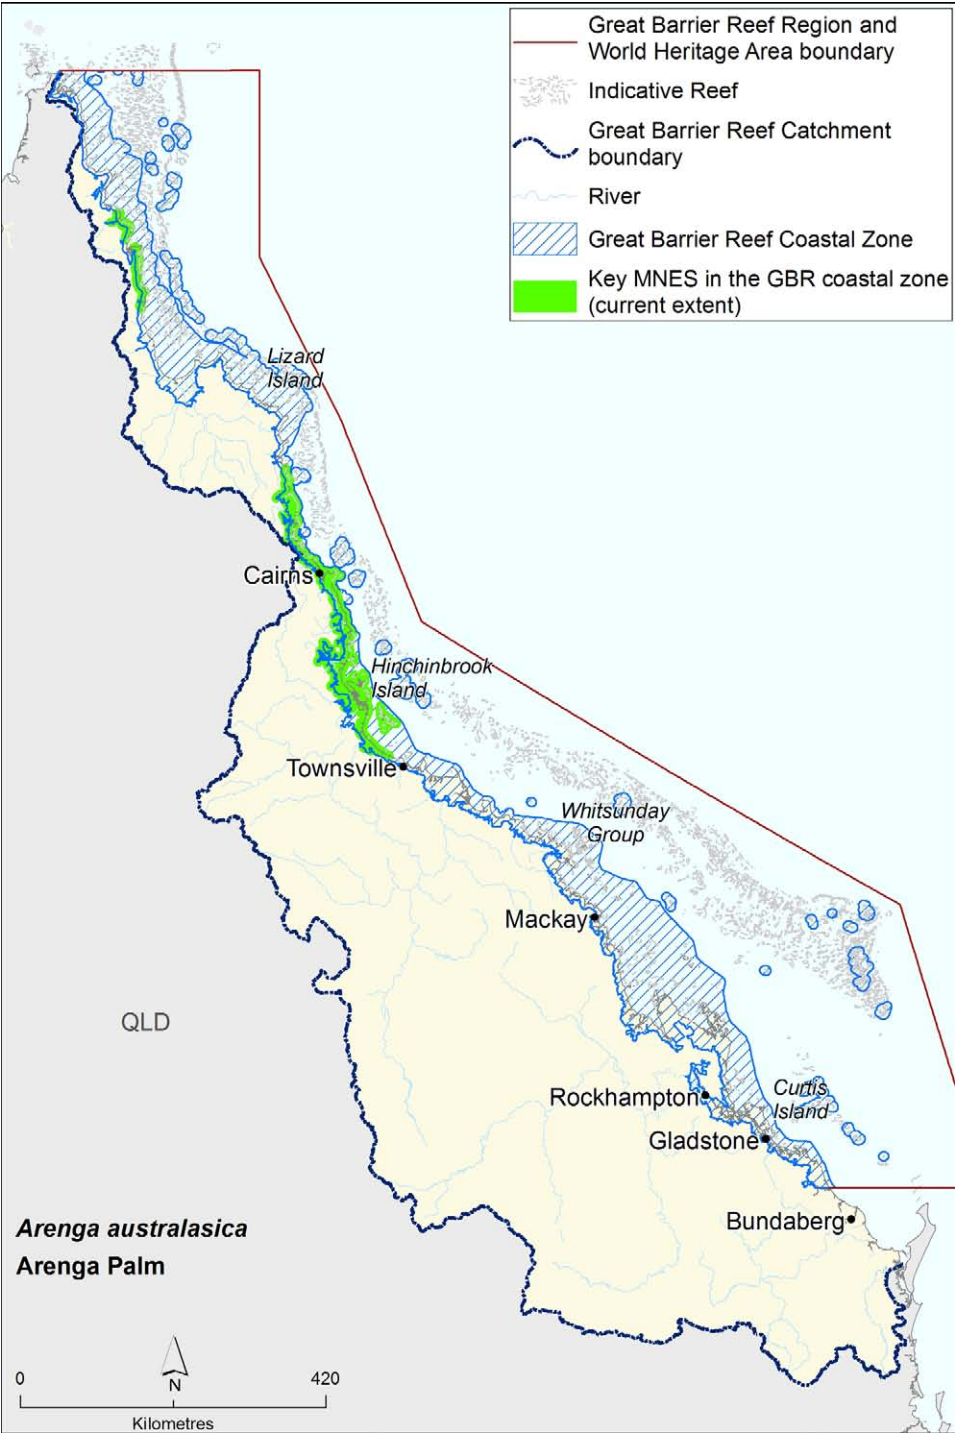 Great Barrier Reef Region and
World Heritage Area boundary
Indicative Reef
Great Barrier Reef Catchment
boundary
River
Great Barrier Reef Coastal Zone
Key MNES in the GBR coastal zone
(current extent)
Lizard
Island
Cairns
Hinchinbrook
Island
Townsville
Whitsunday
Group
Mackay
QLD
Rockhampton
Curtis
Island
Gladstone
Bundaberg
Arenga australasica
Arenga Palm
N
0 420
Kilometres